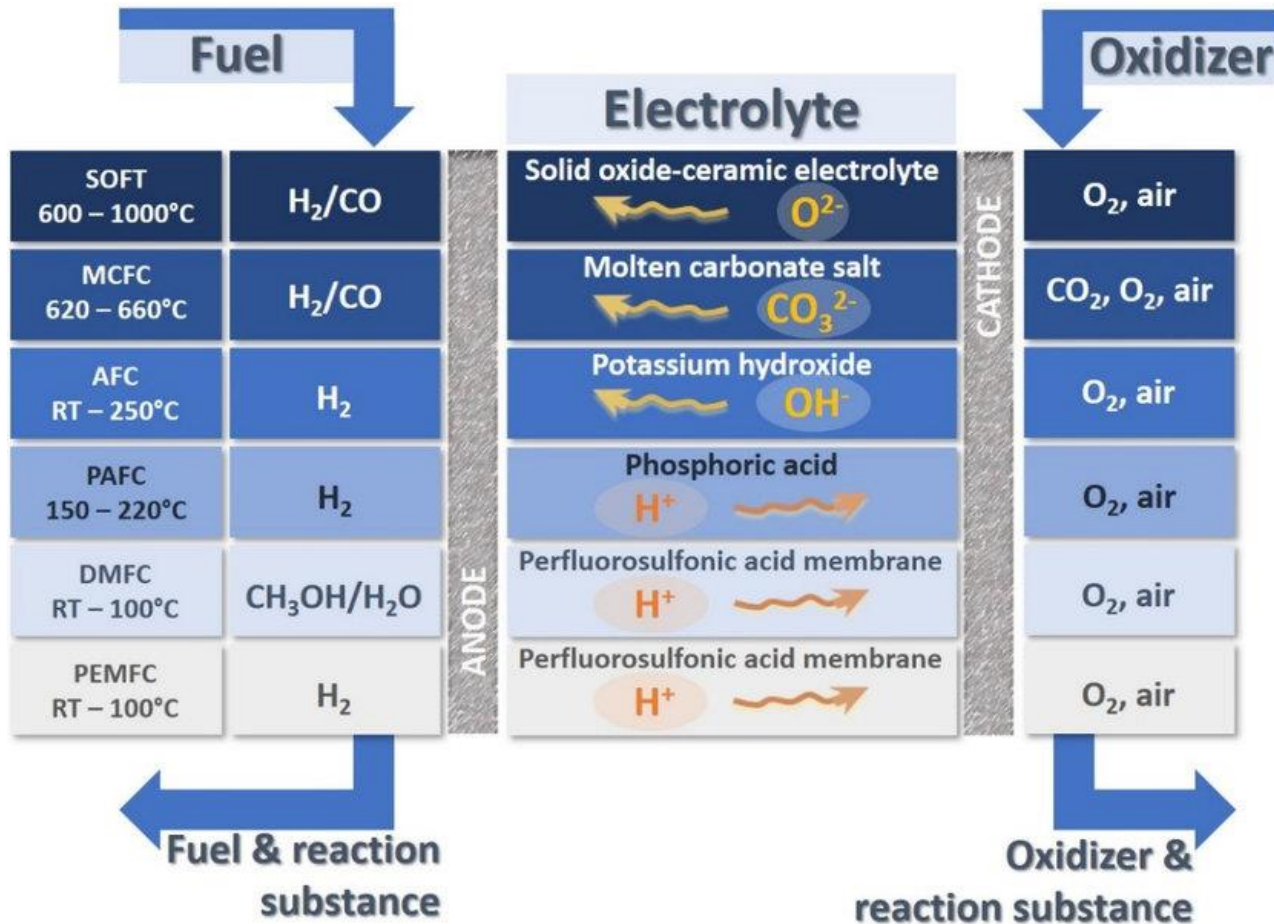 Fuel
Oxidizer
Electrolyte
SOFT
600 – 1000°C
H₂/CO
Solid oxide-ceramic electrolyte
O²⁻
O₂, air
MCFC
620 – 660°C
H₂/CO
Molten carbonate salt
CO₃²⁻
CO₂, O₂, air
AFC
RT – 250°C
H₂
Potassium hydroxide
OH⁻
O₂, air
PAFC
150 – 220°C
H₂
Phosphoric acid
H⁺
O₂, air
DMFC
RT – 100°C
CH₃OH/H₂O
Perfluorosulfonic acid membrane
H⁺
O₂, air
PEMFC
RT – 100°C
H₂
Perfluorosulfonic acid membrane
H⁺
O₂, air
ANODE
CATHODE
Fuel & reaction
substance
Oxidizer &
reaction substance